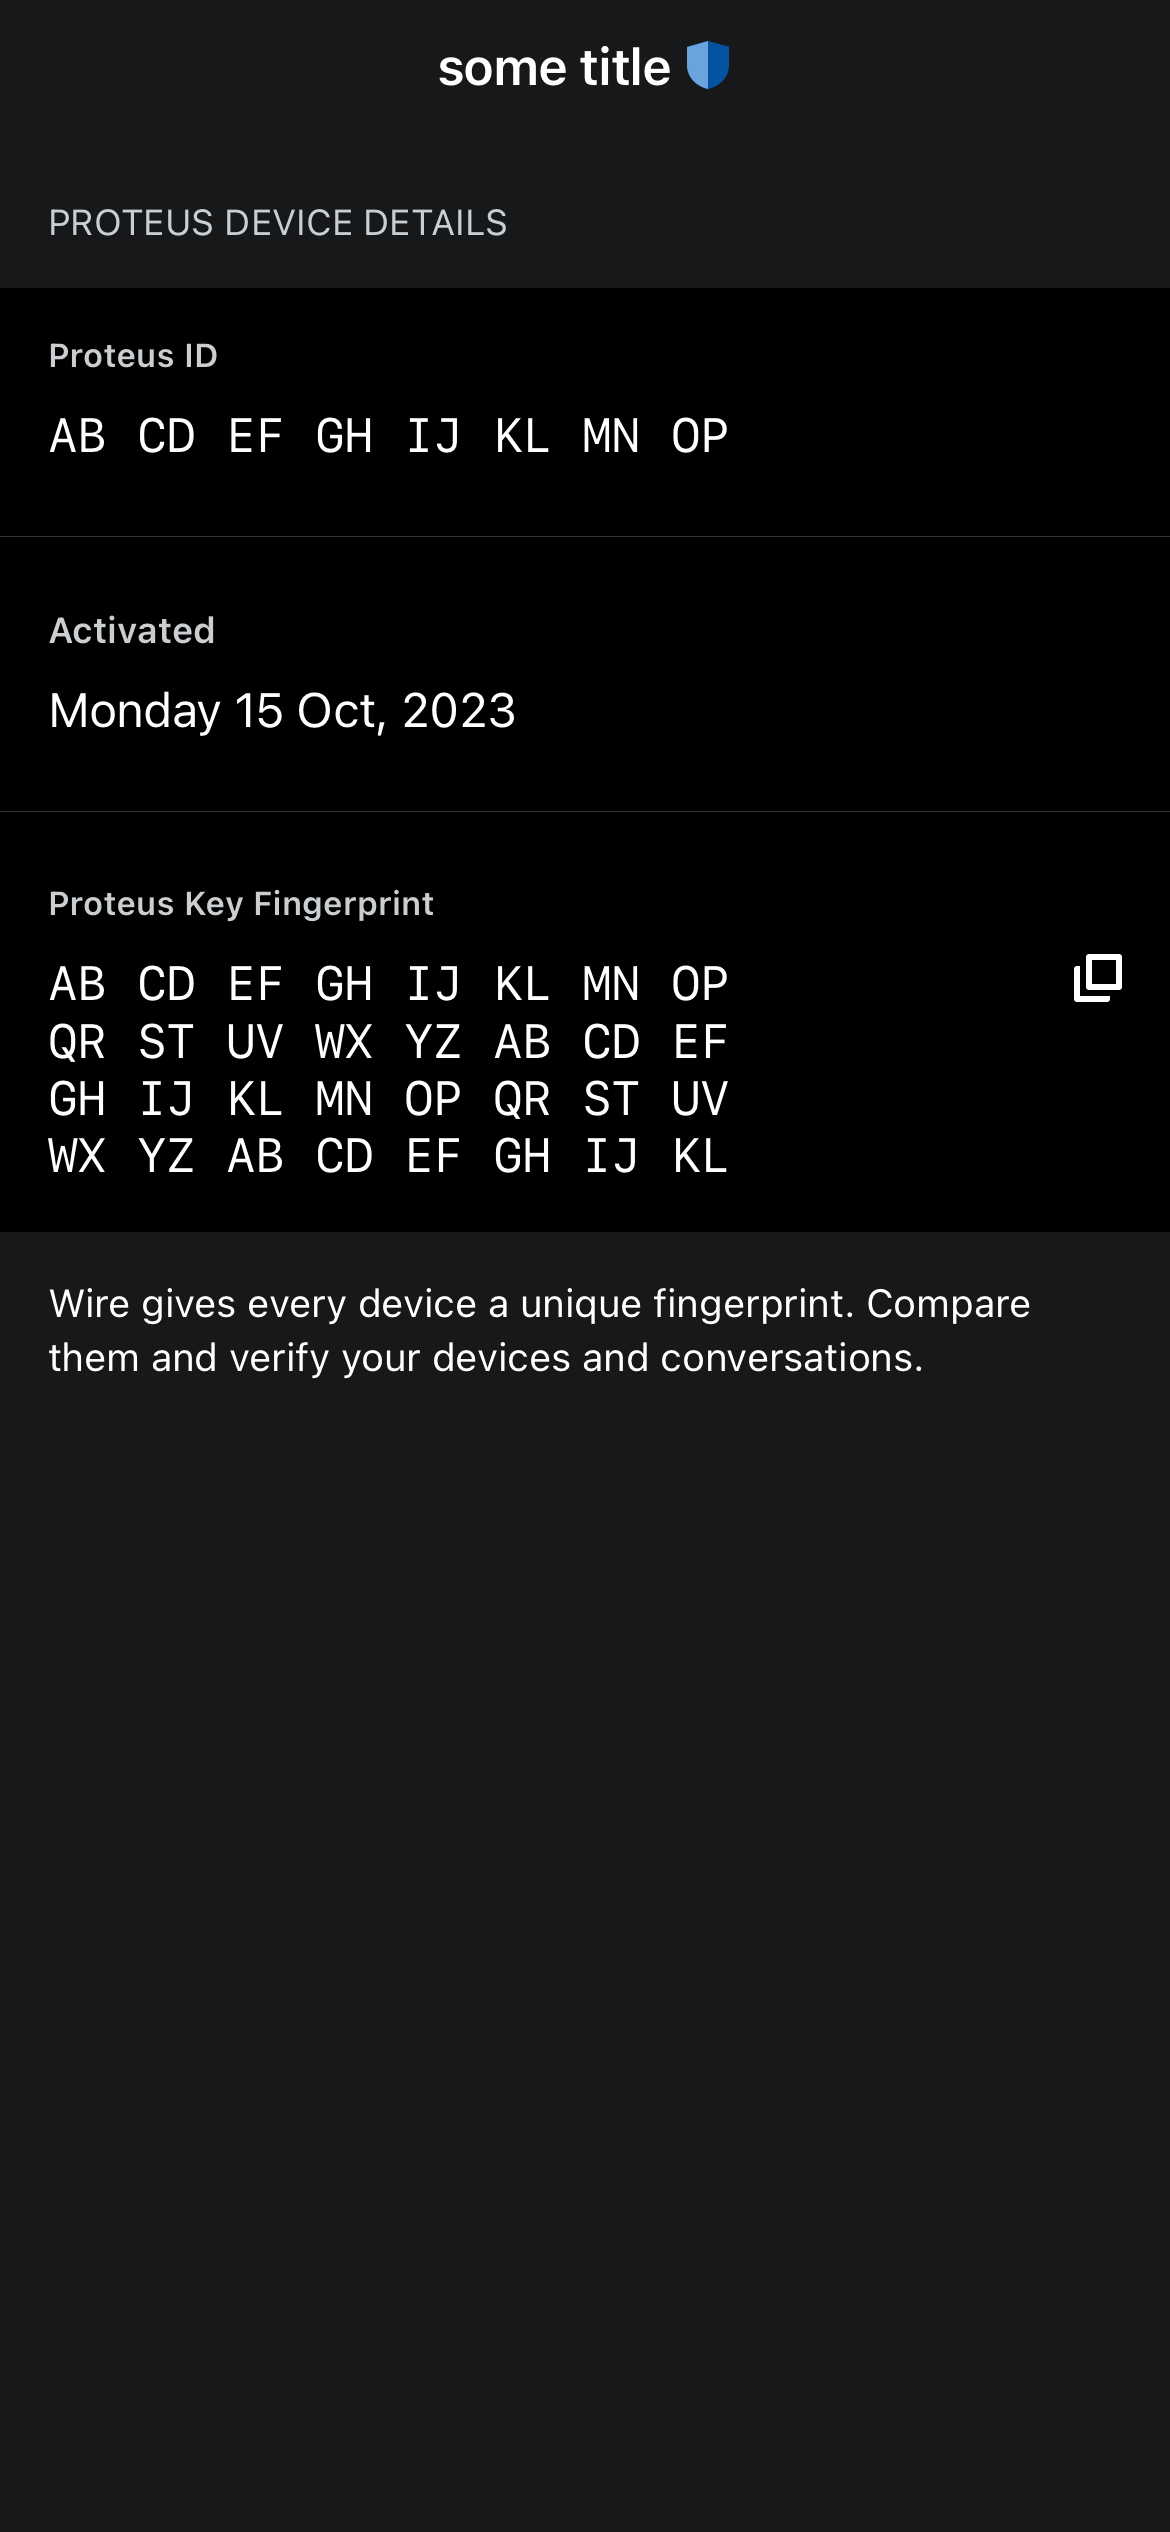 some title
PROTEUS DEVICE DETAILS
Proteus ID
AB CD EF GH IJ KL MN OP
Activated
Monday 15 Oct, 2023
Proteus Key Fingerprint
AB CD EF GH IJ KL MN OP
QR ST UV WX YZ AB CD EF
GH IJ KL MN OP QR ST UV
WX YZ AB CD EF GH IJ KL
Wire gives every device a unique fingerprint. Compare
them and verify your devices and conversations.